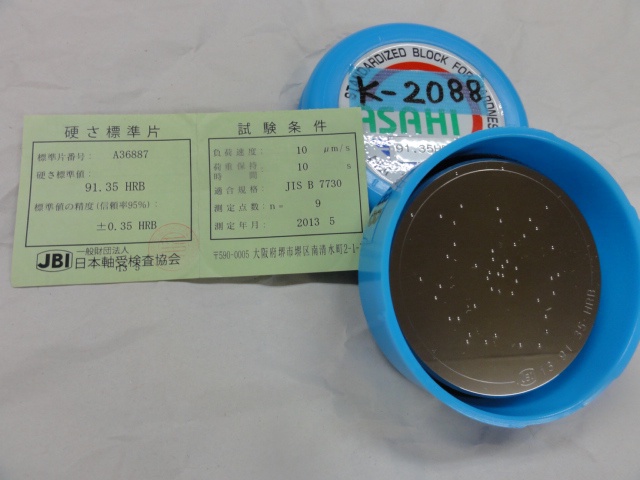 STANDARDIZED BLOCK FOR
K-2088
ASAHI
91.35HR
硬さ標準片
標準片番号: A36887
硬さ標準値:
91.35 HRB
標準値の精度(信頼率95%):
±0.35 HRB
JBI
一般財団法人
日本軸受検査協会
試験条件
負荷速度: 10 μm/s
荷重保持時間: 10 s
適合規格: JIS B 7730
測定点数: n= 9
測定年月: 2013 5
〒590-0005 大阪府堺市堺区南清水町2-1-
JBI